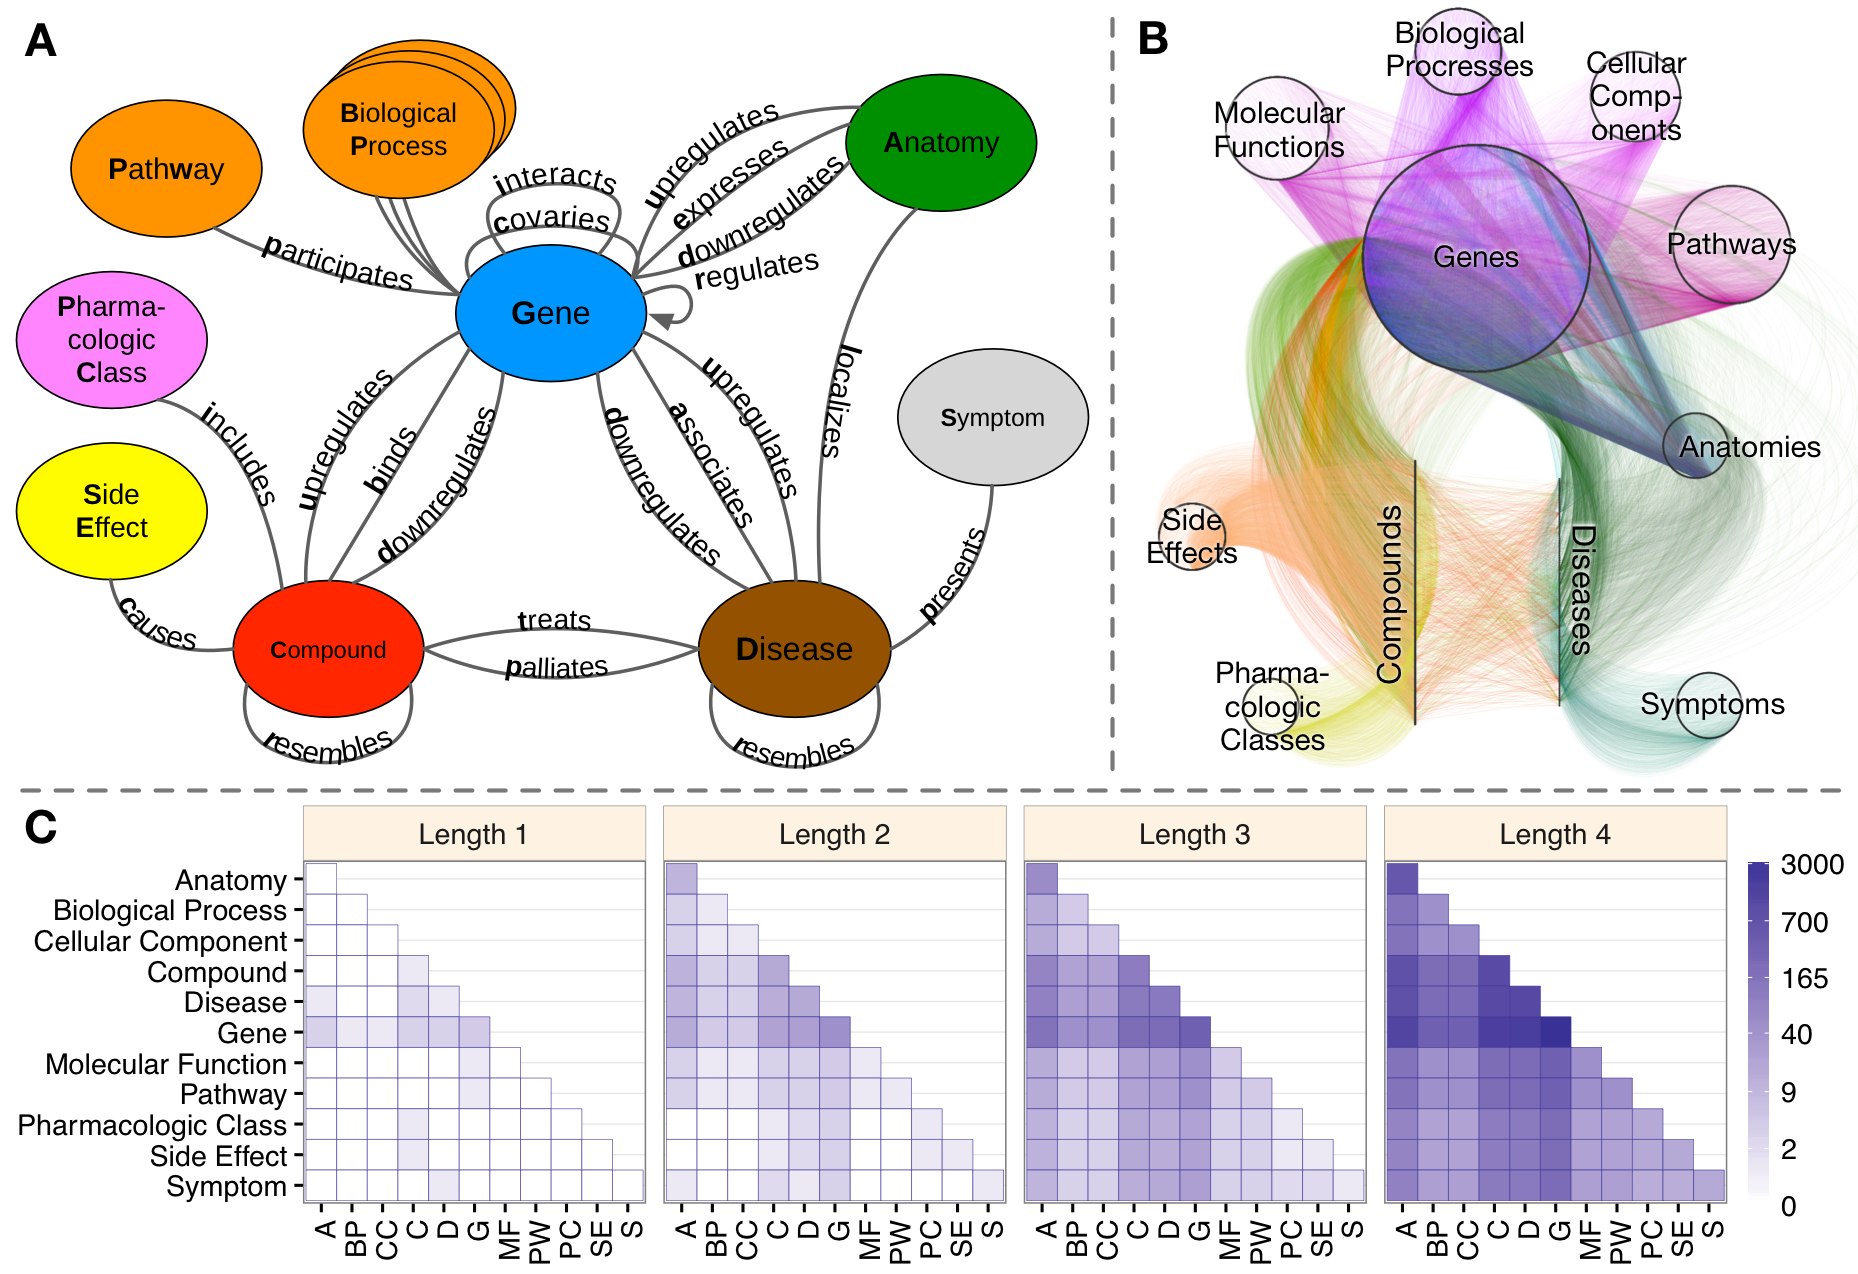 A
Pathway
Biological
Process
Anatomy
interacts
covaries
upregulates
expresses
downregulates
regulates
participates
Gene
Pharma-
cologic
Class
includes
upregulates
binds
downregulates
downregulates
associates
upregulates
localizes
Symptom
Side
Effect
causes
presents
Compound
treats
palliates
Disease
resembles
resembles
B
Biological
Procresses
Cellular
Comp-
onents
Molecular
Functions
Genes
Pathways
Anatomies
Side
Effects
Compounds
Diseases
Pharma-
cologic
Classes
Symptoms
C
Length 1
Length 2
Length 3
Length 4
Anatomy
Biological Process
Cellular Component
Compound
Disease
Gene
Molecular Function
Pathway
Pharmacologic Class
Side Effect
Symptom
A BP CC C D G MF PW PC SE S
A BP CC C D G MF PW PC SE S
A BP CC C D G MF PW PC SE S
A BP CC C D G MF PW PC SE S
3000
700
165
40
9
2
0